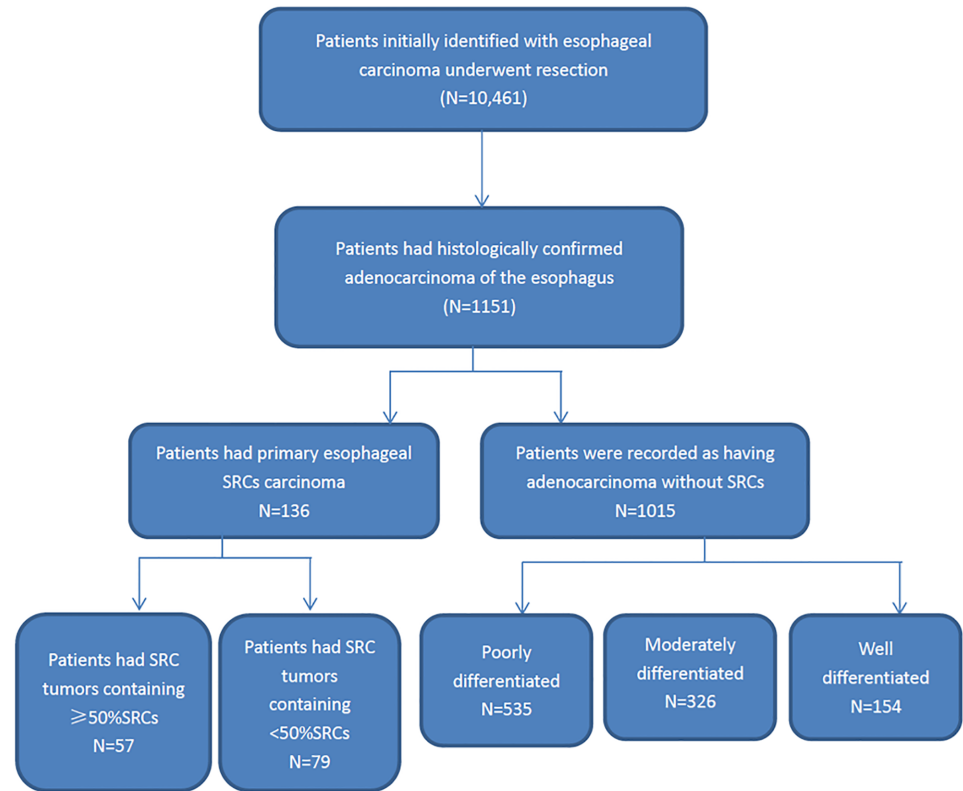 Patients initially identified with esophageal
carcinoma underwent resection
(N=10,461)
Patients had histologically confirmed
adenocarcinoma of the esophagus
(N=1151)
Patients had primary esophageal
SRCs carcinoma
N=136
Patients were recorded as having
adenocarcinoma without SRCs
N=1015
Patients had SRC
tumors containing
≥50%SRCs
N=57
Patients had SRC
tumors
containing
<50%SRCs
N=79
Poorly
differentiated
N=535
Moderately
differentiated
N=326
Well
differentiated
N=154